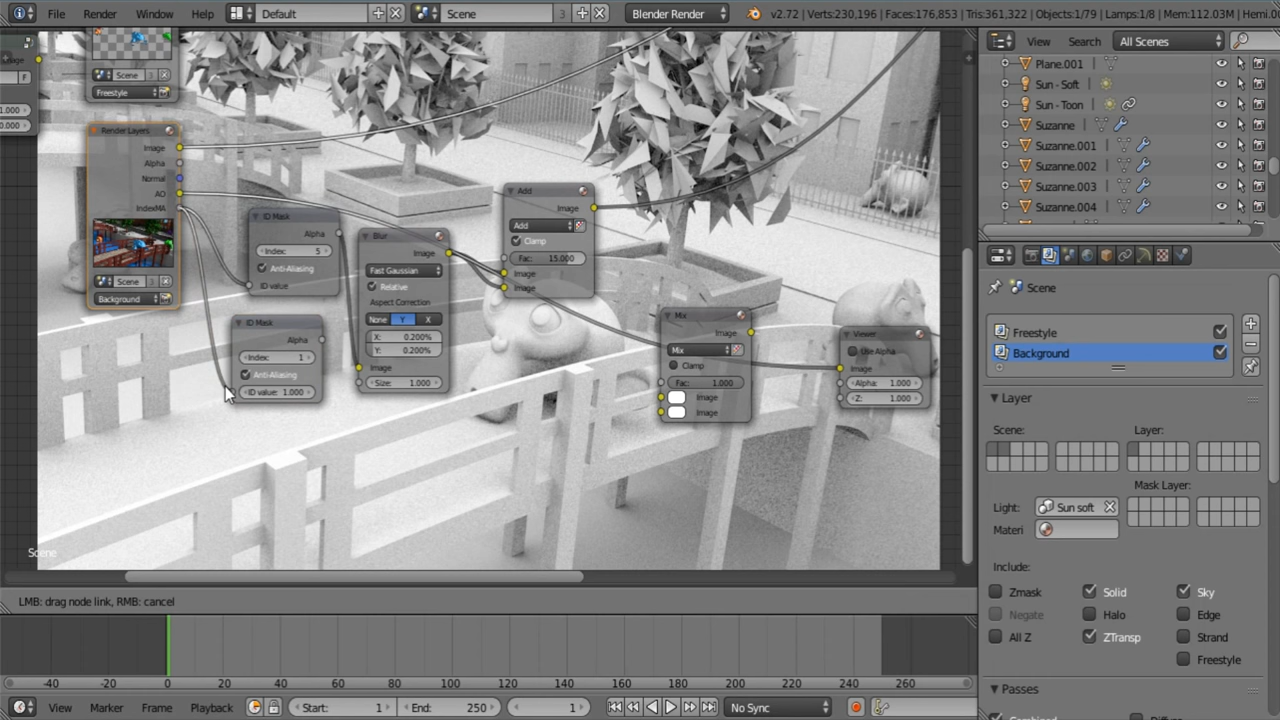 File Render Window Help Default Scene 3 Blender Render v2.72 | Verts:230,196 | Faces:176,853 | Tris:361,322 | Objects:1/79 | Lamps:1/8 | Mem:112.03M | Hemi.0
View Search All Scenes
Plane.001
Sun - Soft
Sun - Toon
Suzanne
Suzanne.001
Suzanne.002
Suzanne.003
Suzanne.004
F
1.000
0.000
Scene 3
Freestyle
Render Layers
Image
Alpha
Normal
AO
IndexMA
Scene 3
Background
ID Mask
Alpha
Index: 5
Anti-Aliasing
ID value
ID Mask
Alpha
Index: 1
Anti-Aliasing
ID value: 1.000
Blur
Image
Fast Gaussian
Relative
Aspect Correction
None Y X
X: 0.200%
Y: 0.200%
Image
Size: 1.000
Add
Image
Add
Clamp
Fac: 15.000
Image
Image
Mix
Image
Mix
Clamp
Fac: 1.000
Image
Image
Viewer
Use Alpha
Image
Alpha: 1.000
Z: 1.000
Scene
LMB: drag node link, RMB: cancel
Scene
Freestyle
Background
Layer
Scene: Layer:
Mask Layer:
Light: Sun soft
Materi
Include:
Zmask Solid Sky
Negate Halo Edge
All Z ZTransp Strand
Freestyle
Passes
-40 -20 0 20 40 60 80 100 120 140 160 180 200 220 240 260
View Marker Frame Playback Start: 1 End: 250 1 No Sync